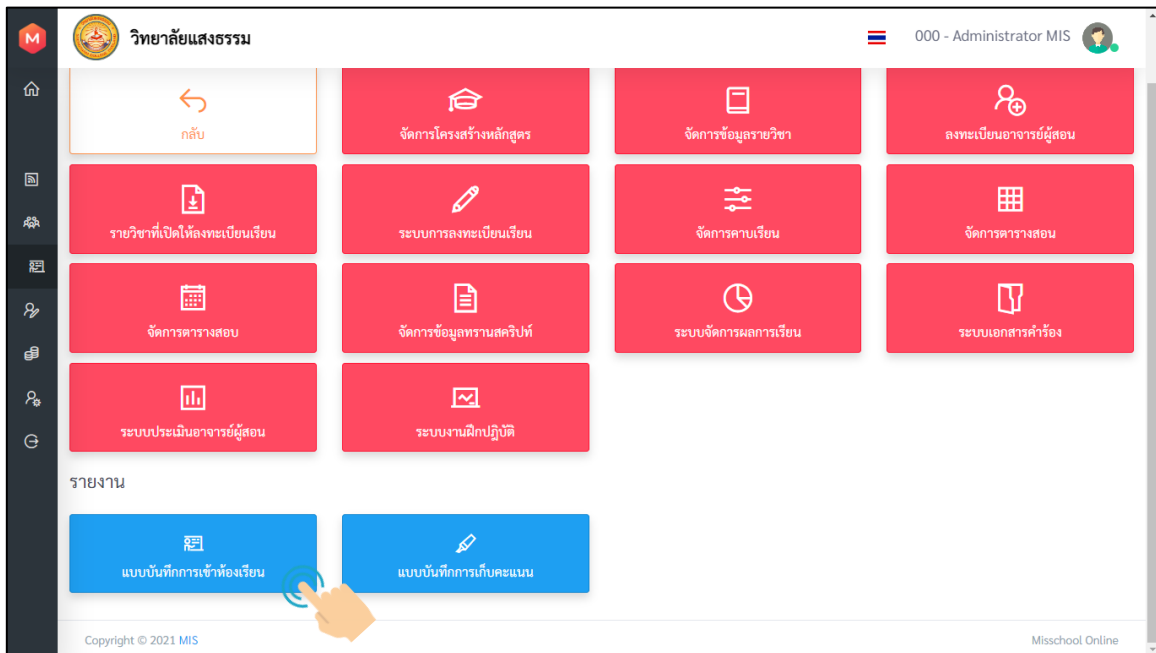 M
วิทยาลัยแสงธรรม
000 - Administrator MIS
กลับ
จัดการโครงสร้างหลักสูตร
จัดการข้อมูลรายวิชา
ลงทะเบียนอาจารย์ผู้สอน
รายวิชาที่เปิดให้ลงทะเบียนเรียน
ระบบการลงทะเบียนเรียน
จัดการคาบเรียน
จัดการตารางสอน
จัดการตารางสอบ
จัดการข้อมูลทรานสคริปท์
ระบบจัดการผลการเรียน
ระบบเอกสารคำร้อง
ระบบประเมินอาจารย์ผู้สอน
ระบบงานฝึกปฏิบัติ
รายงาน
แบบบันทึกการเข้าห้องเรียน
แบบบันทึกการเก็บคะแนน
Copyright © 2021 MIS
Misschool Online